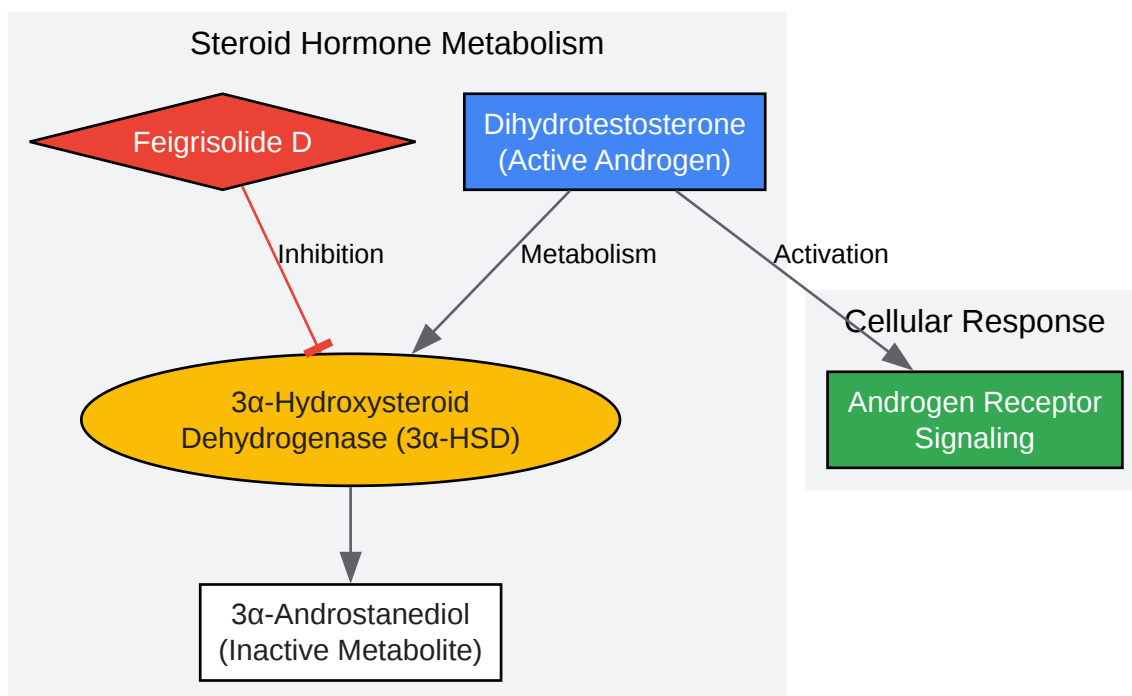 Steroid Hormone Metabolism
Feigrisolide D
Dihydrotestosterone
(Active Androgen)
Inhibition
Metabolism
Activation
Cellular Response
3α-Hydroxysteroid
Dehydrogenase (3α-HSD)
Androgen Receptor
Signaling
3α-Androstanediol
(Inactive Metabolite)